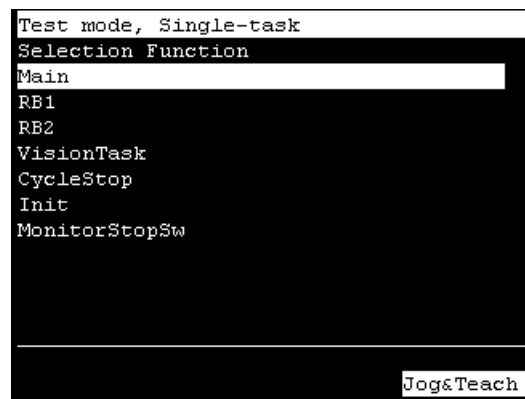 Test mode, Single-task
Selection Function
Main
RB1
RB2
VisionTask
CycleStop
Init
MonitorStopSw
Jog&Teach